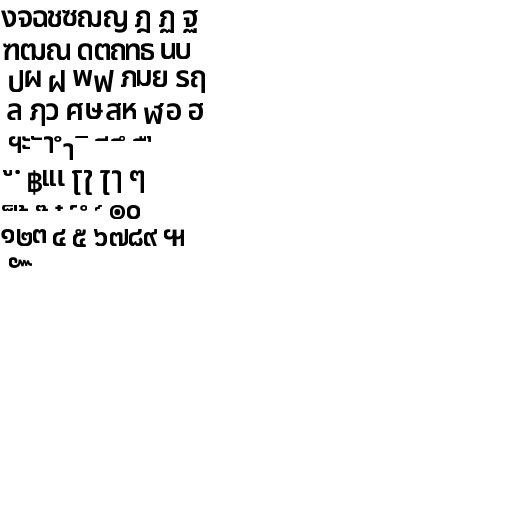 งจฉชซฌญ ฎ ฏ ฐ
ฑฒณ ดตถทธ นบ
ปผ ฝ พฟ ภมย รฤ
ล ฦว ศษสห ฬอ ฮ
ฯะ ั า ำ ิ ี ึ ื
ุ ู ฿เแ โใ ไๅ ๆ
๏๐
๑๒๓ ๔ ๕ ๖๗๘๙ ๚
๛